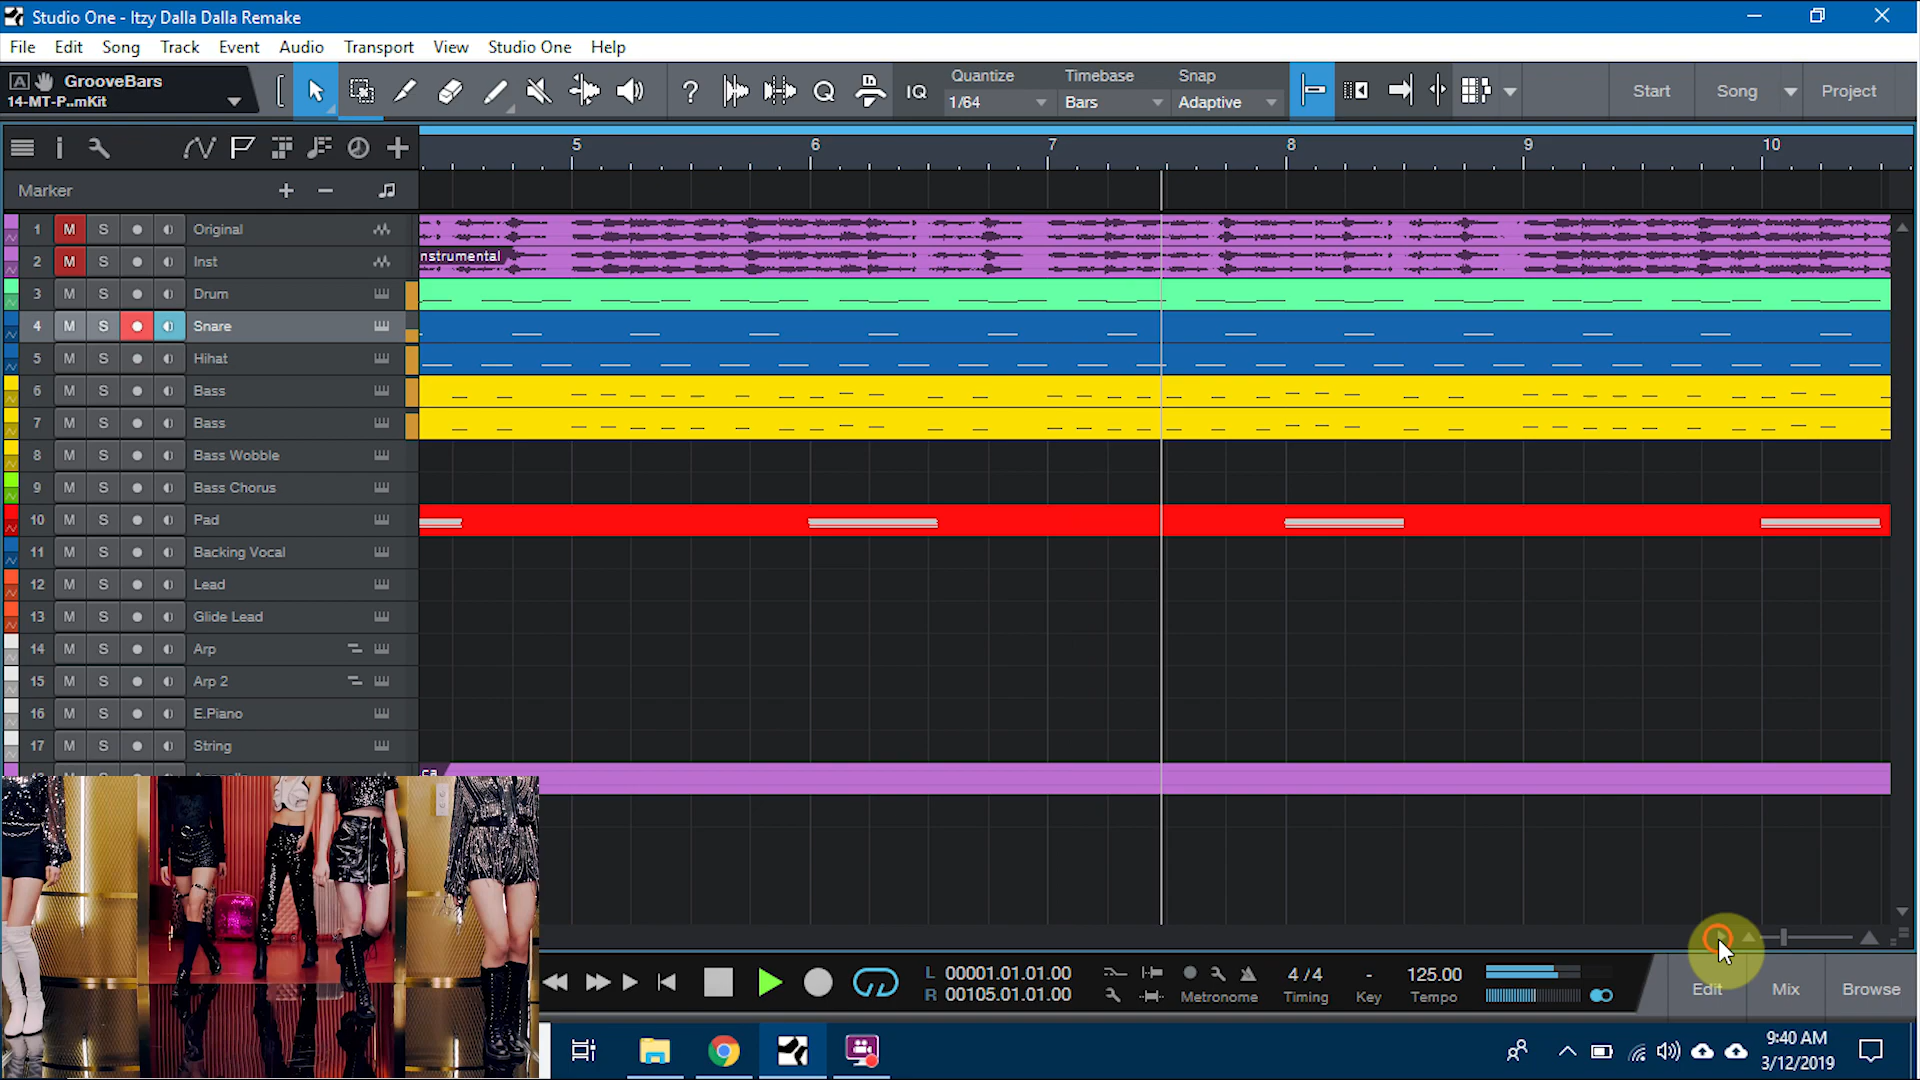 Studio One - Itzy Dalla Dalla Remake
File Edit Song Track Event Audio Transport View Studio One Help
A GrooveBars
14-MT-P..mKit
? Q IQ
Quantize Timebase Snap
1/64 Bars Adaptive
Start Song Project
5 6 7 8 9 10
Marker + −
1 M S Original
2 M S Inst
nstrumental
3 M S Drum
4 M S Snare
5 M S Hihat
6 M S Bass
7 M S Bass
8 M S Bass Wobble
9 M S Bass Chorus
10 M S Pad
11 M S Backing Vocal
12 M S Lead
13 M S Glide Lead
14 M S Arp
15 M S Arp 2
16 M S E.Piano
17 M S String
ca
L 00001.01.01.00
R 00105.01.01.00
Metronome
4 / 4
Timing
-
Key
125.00
Tempo
Edit Mix Browse
9:40 AM
3/12/2019